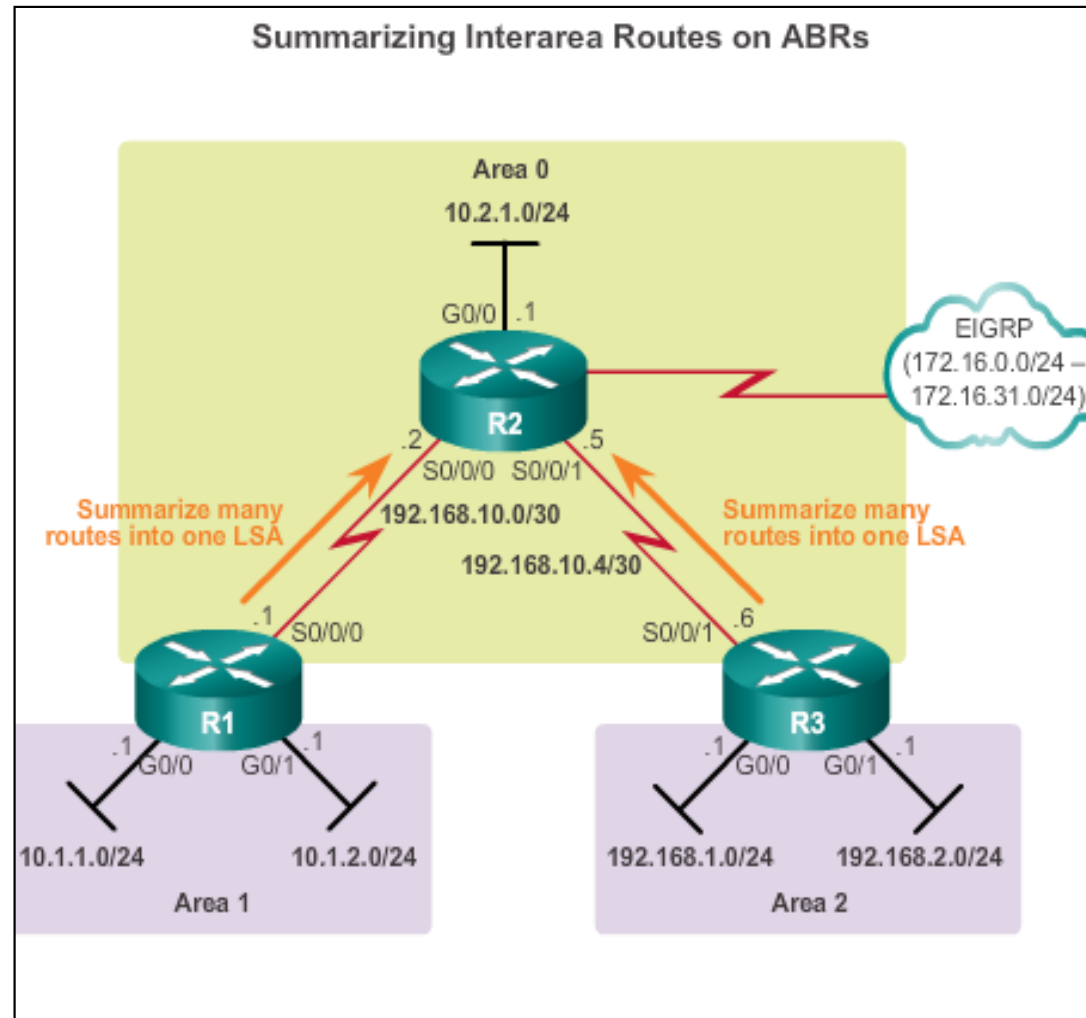 Summarizing Interarea Routes on ABRs
Area 0
10.2.1.0/24
G0/0
.1
EIGRP
(172.16.0.0/24 –
172.16.31.0/24)
R2
.2
.5
S0/0/0
S0/0/1
Summarize many
routes into one LSA
Summarize many
routes into one LSA
192.168.10.0/30
192.168.10.4/30
.1
S0/0/0
.6
S0/0/1
R1
R3
.1
G0/0
.1
G0/1
.1
G0/0
.1
G0/1
10.1.1.0/24
10.1.2.0/24
192.168.1.0/24
192.168.2.0/24
Area 1
Area 2